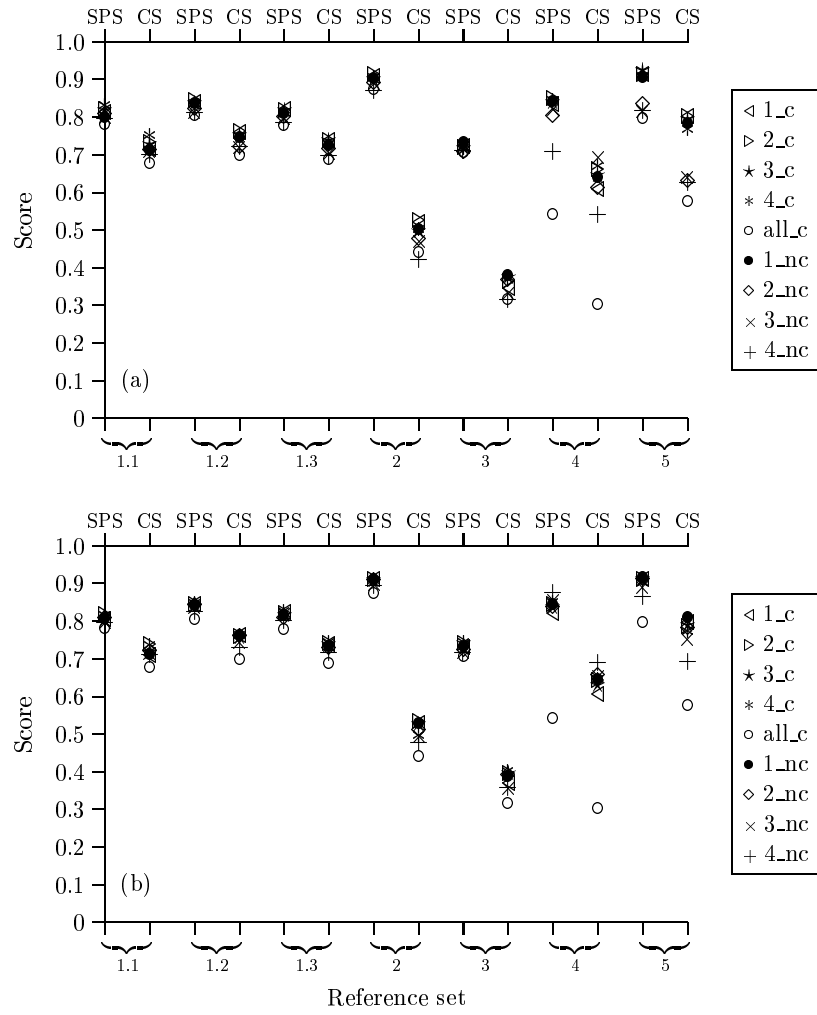 SPS CS SPS CS SPS CS SPS CS SPS CS SPS CS SPS CS
1.0
0.9
0.8
0.7
0.6
0.5
0.4
0.3
0.2
0.1
0
Score
(a)
1_c
2_c
3_c
4_c
all_c
1_nc
2_nc
3_nc
4_nc
1.1 1.2 1.3 2 3 4 5
SPS CS SPS CS SPS CS SPS CS SPS CS SPS CS SPS CS
1.0
0.9
0.8
0.7
0.6
0.5
0.4
0.3
0.2
0.1
0
Score
(b)
1_c
2_c
3_c
4_c
all_c
1_nc
2_nc
3_nc
4_nc
1.1 1.2 1.3 2 3 4 5
Reference set